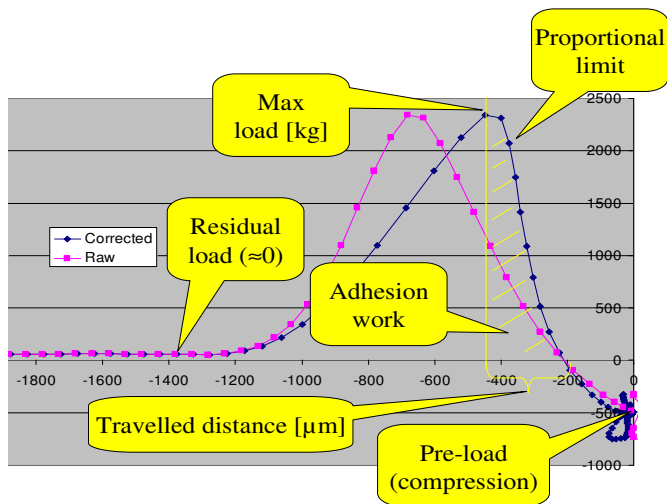 Proportional
limit
Max
load [kg]
2500
2000
1500
1000
500
0
-500
-1000
Corrected
Raw
Residual
load (≈0)
Adhesion
work
-1800 -1600 -1400 -1200 -1000 -800 -600 -400 -200 0
Travelled distance [µm]
Pre-load
(compression)